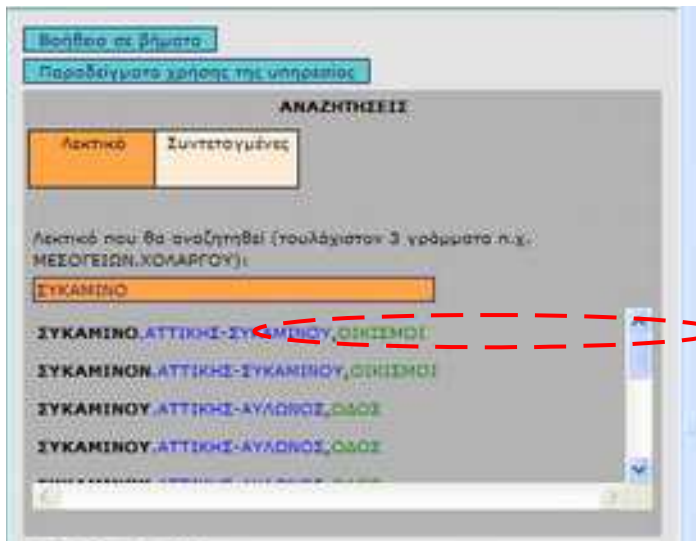 Βοήθεια σε βήματα
Παραδείγματα χρήσης της υπηρεσίας
ΑΝΑΖΗΤΗΣΕΙΣ
Λεκτικό Συντεταγμένες
Λεκτικό που θα αναζητηθεί (τουλάχιστον 3 γράμματα π.χ.
ΜΕΣΟΓΕΙΩΝ,ΧΟΛΑΡΓΟΥ):
ΣΥΚΑΜΙΝΟ
ΣΥΚΑΜΙΝΟ,ΑΤΤΙΚΗΣ-ΣΥΚΑΜΙΝΟΥ,ΟΙΚΙΣΜΟΙ
ΣΥΚΑΜΙΝΟΝ,ΑΤΤΙΚΗΣ-ΣΥΚΑΜΙΝΟΥ,ΟΙΚΙΣΜΟΙ
ΣΥΚΑΜΙΝΟΥ,ΑΤΤΙΚΗΣ-ΑΥΛΩΝΟΣ,ΟΔΟΣ
ΣΥΚΑΜΙΝΟΥ,ΑΤΤΙΚΗΣ-ΑΥΛΩΝΟΣ,ΟΔΟΣ